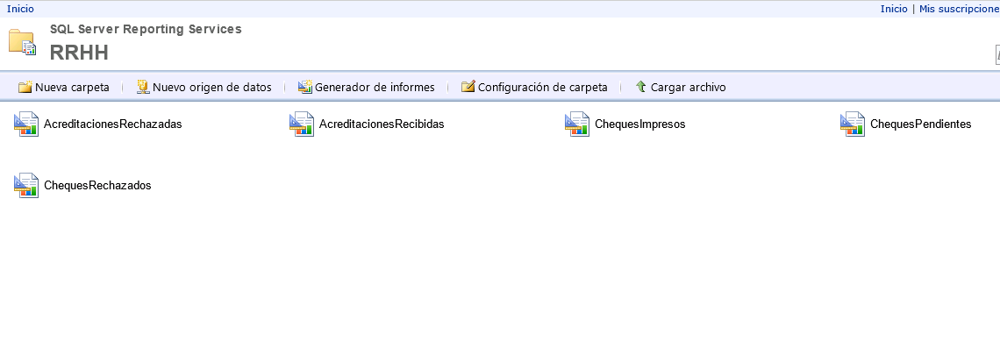 Inicio
Inicio | Mis suscripcione
SQL Server Reporting Services
RRHH
Nueva carpeta | Nuevo origen de datos | Generador de informes | Configuración de carpeta | Cargar archivo
AcreditacionesRechazadas AcreditacionesRecibidas ChequesImpresos ChequesPendientes
ChequesRechazados